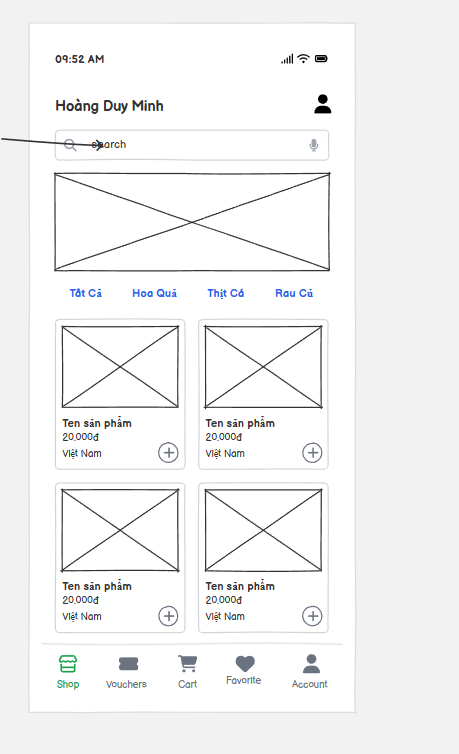 09:52 AM
Hoàng Duy Minh
search
Tất Cả Hoa Quả Thịt Cá Rau Củ
Ten sản phẩm Ten sản phẩm
20,000đ 20,000đ
Việt Nam Việt Nam
Ten sản phẩm Ten sản phẩm
20,000đ 20,000đ
Việt Nam Việt Nam
Shop Vouchers Cart Favorite Account